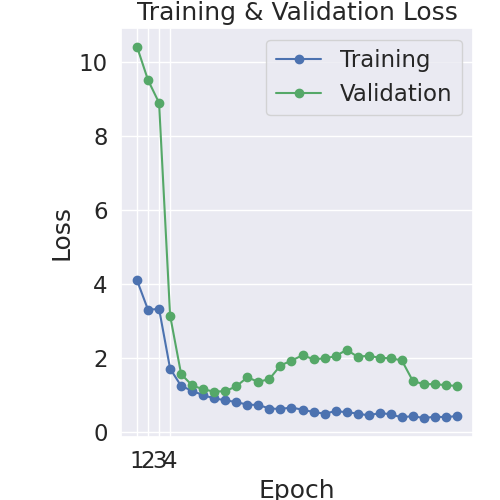 Training & Validation Loss
Training
Validation
Loss
10
8
6
4
2
0
1234
Epoch